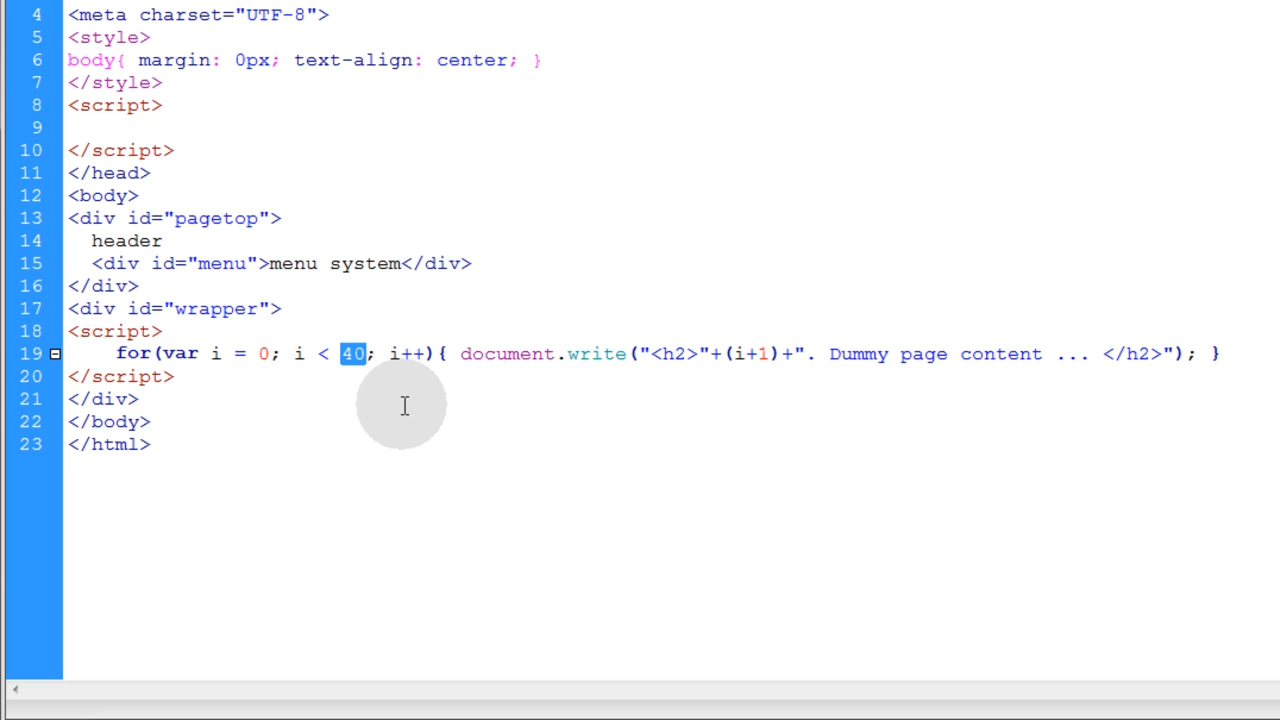 4 <meta charset="UTF-8">
5 <style>
6 body{ margin: 0px; text-align: center; }
7 </style>
8 <script>
9
10 </script>
11 </head>
12 <body>
13 <div id="pagetop">
14   header
15   <div id="menu">menu system</div>
16 </div>
17 <div id="wrapper">
18 <script>
19     for(var i = 0; i < 40; i++){ document.write("<h2>"+(i+1)+". Dummy page content ... </h2>"); }
20 </script>
21 </div>
22 </body>
23 </html>